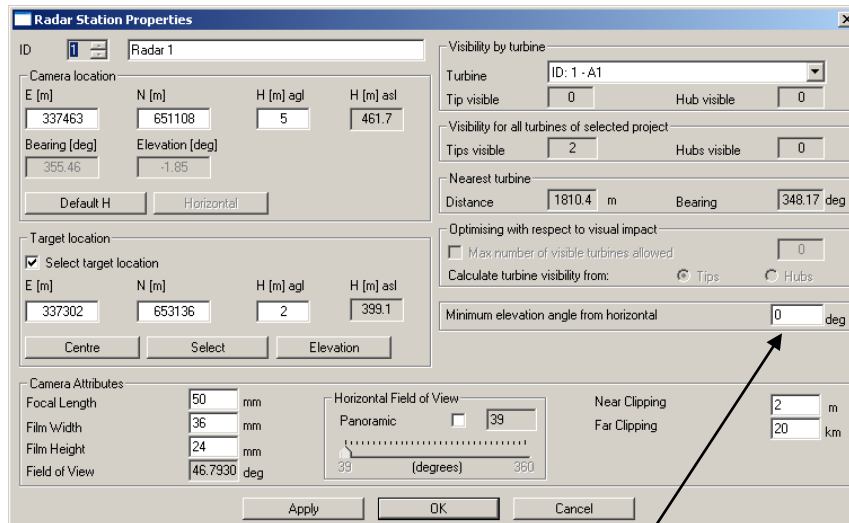 Radar Station Properties
ID 1 Radar 1
Camera location
E [m] N [m] H [m] agl H [m] asl
337463 651108 5 461.7
Bearing [deg] Elevation [deg]
355.46 -1.85
Default H Horizontal
Target location
Select target location
E [m] N [m] H [m] agl H [m] asl
337302 653136 2 399.1
Centre Select Elevation
Visibility by turbine
Turbine ID: 1 - A1
Tip visible 0 Hub visible 0
Visibility for all turbines of selected project
Tips visible 2 Hubs visible 0
Nearest turbine
Distance 1810.4 m Bearing 348.17 deg
Optimising with respect to visual impact
Max number of visible turbines allowed 0
Calculate turbine visibility from: Tips Hubs
Minimum elevation angle from horizontal 0 deg
Camera Attributes
Focal Length 50 mm
Film Width 36 mm
Film Height 24 mm
Field of View 46.7930 deg
Horizontal Field of View
Panoramic 39
39 (degrees) 360
Near Clipping 2 m
Far Clipping 20 km
Apply OK Cancel